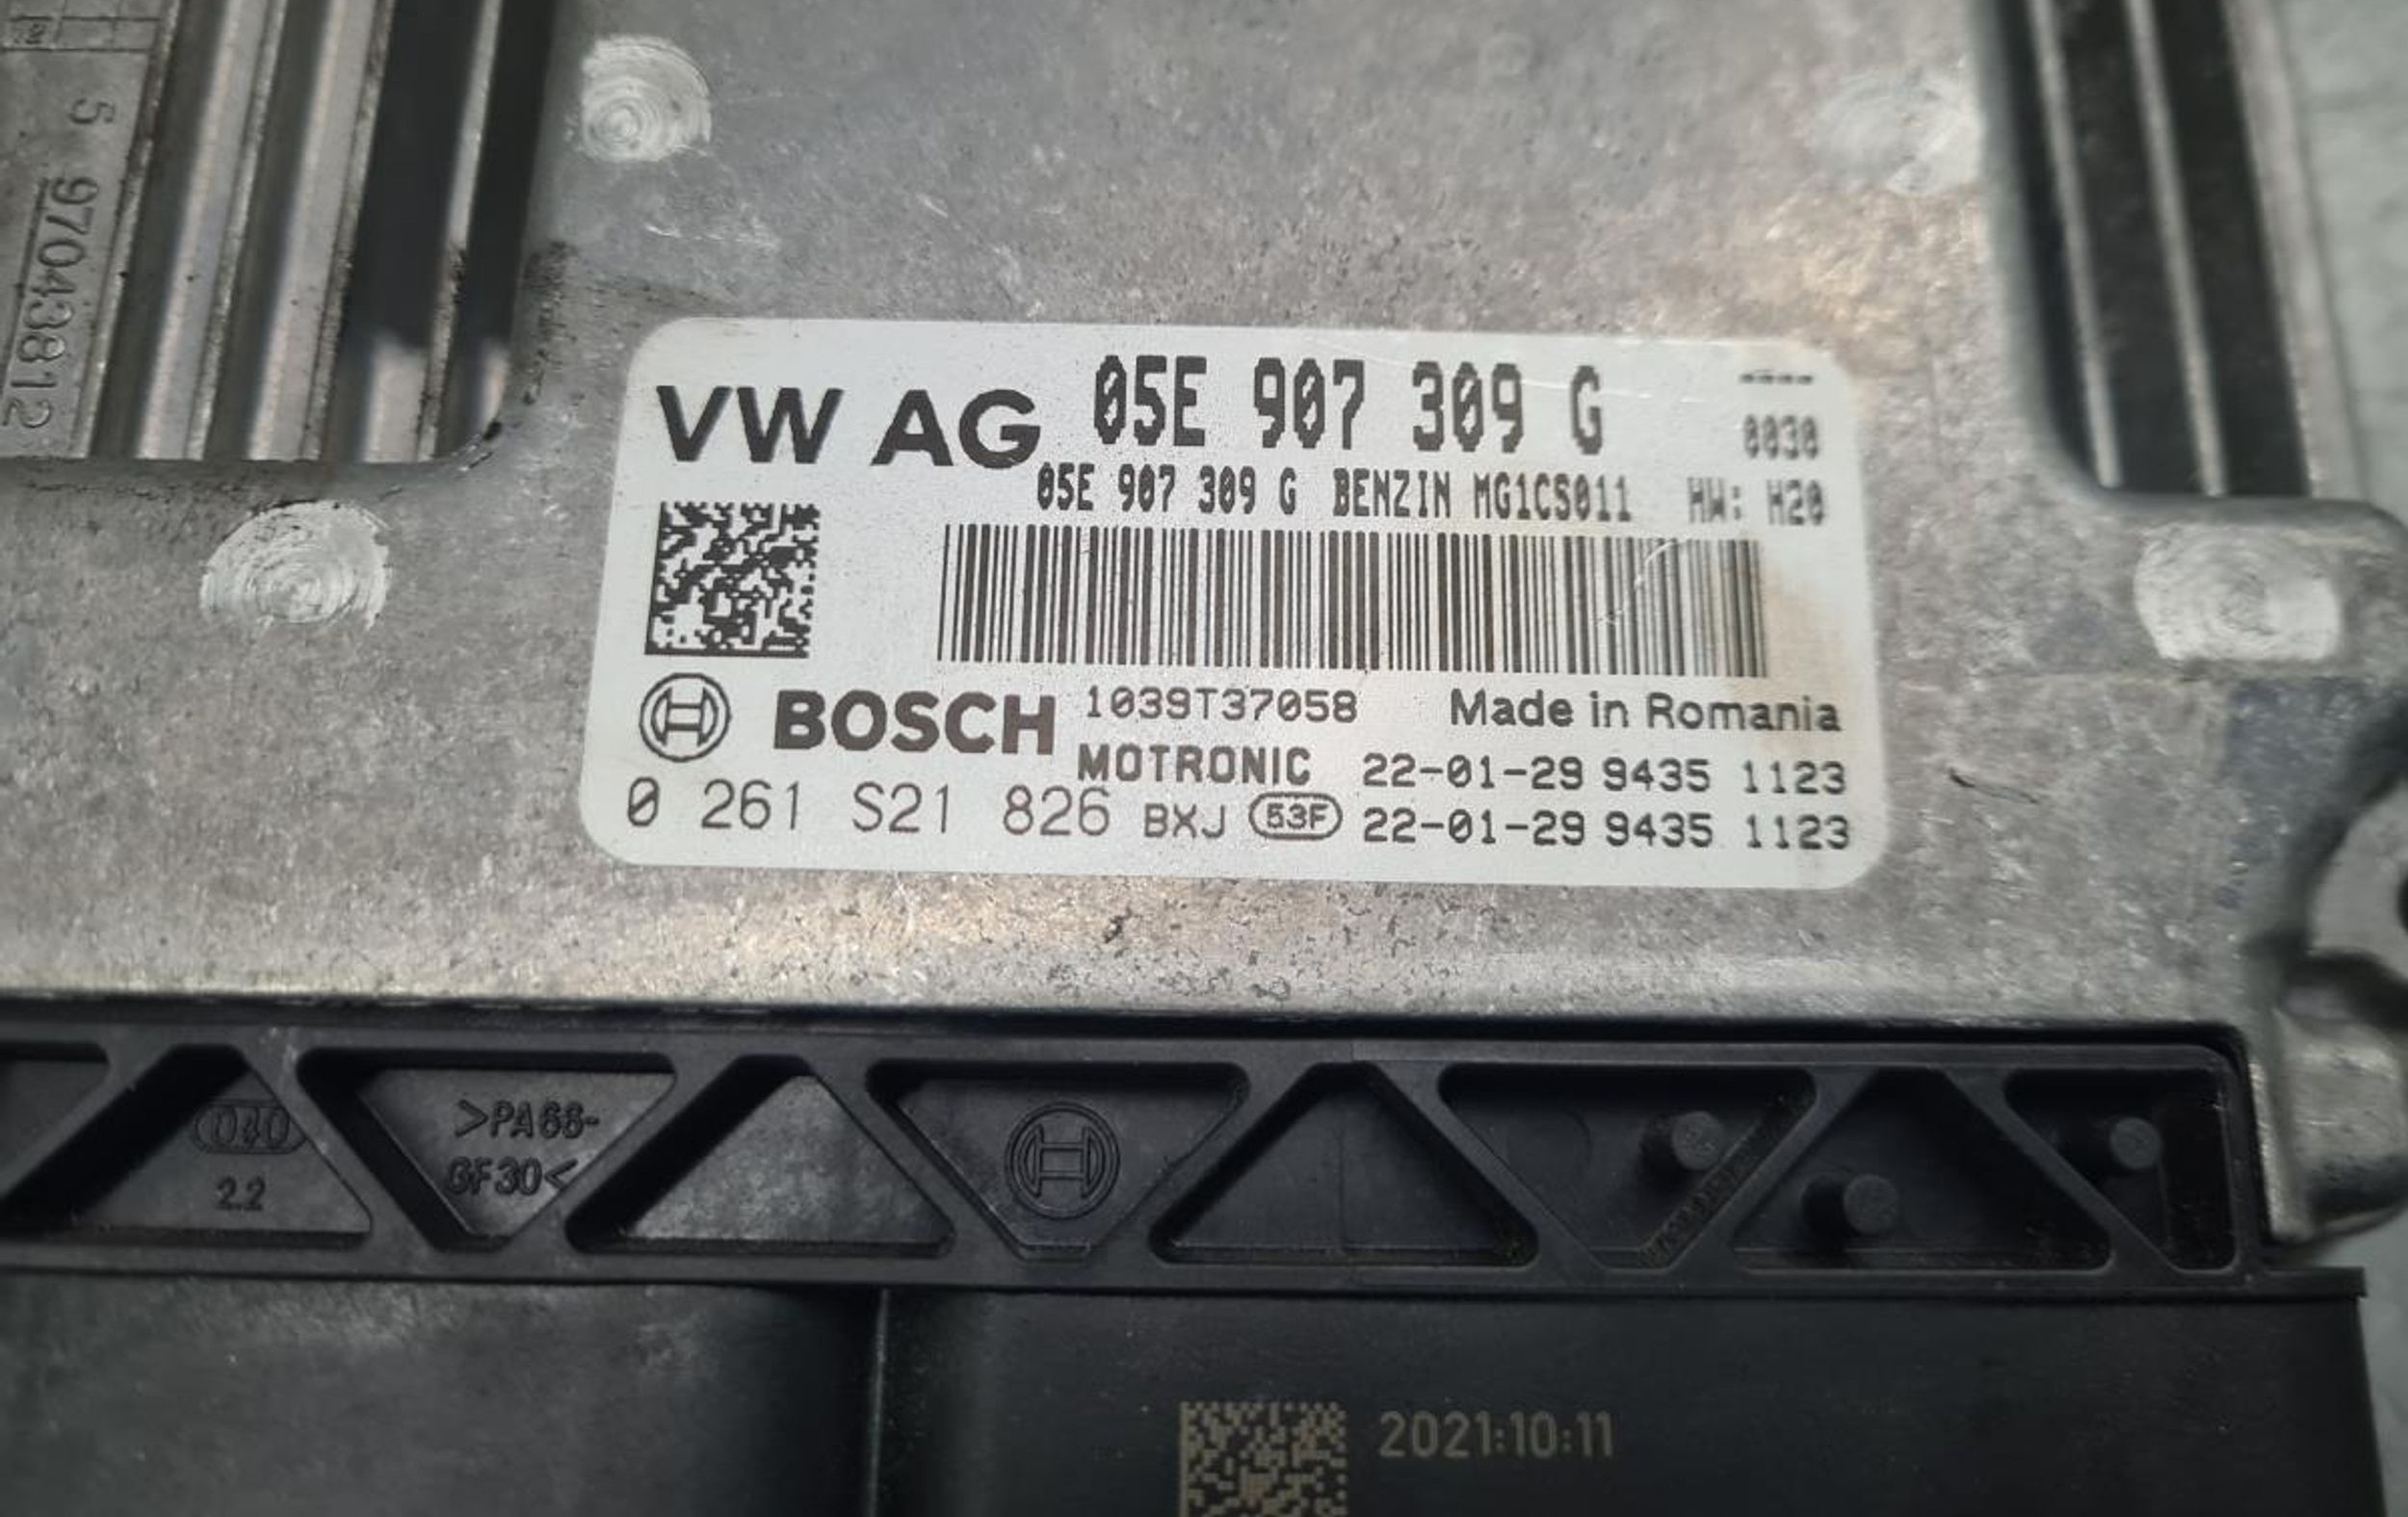 5 97043812
VW AG 05E 907 309 G ----
0030
05E 907 309 G BENZIN MG1CS011 HW: H20
BOSCH 1039T37058 Made in Romania
MOTRONIC 22-01-29 9435 1123
0 261 S21 826 BXJ 53F 22-01-29 9435 1123
>PA66-
GF30<
2.2
2021:10:11